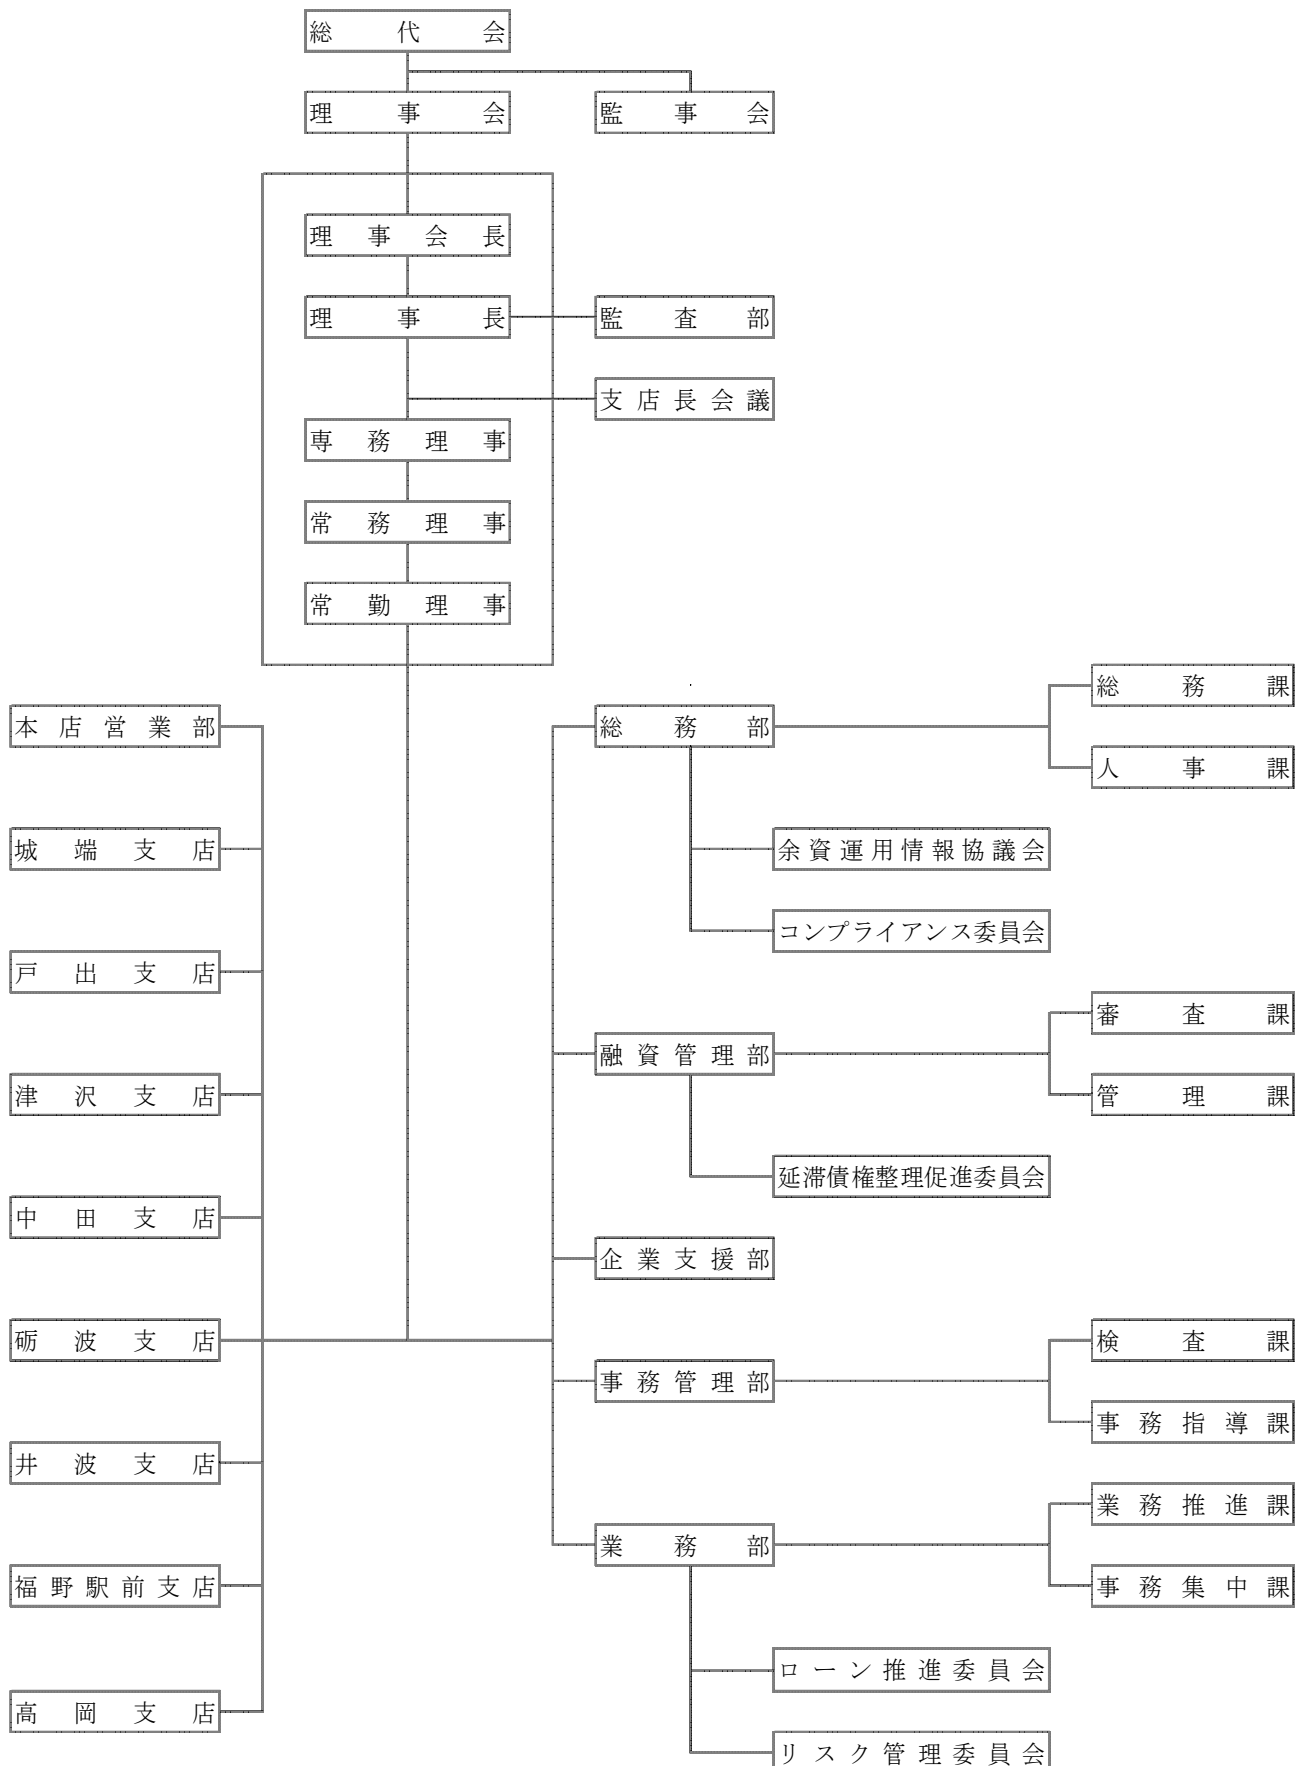 総代会
理事会
監事会
理事会長
理事長
監査部
支店長会議
専務理事
常務理事
常勤理事
総務課
本店営業部
総務部
人事課
城端支店
余資運用情報協議会
コンプライアンス委員会
戸出支店
審査課
融資管理部
津沢支店
管理課
延滞債権整理促進委員会
中田支店
企業支援部
砺波支店
検査課
事務管理部
事務指導課
井波支店
業務推進課
業務部
福野駅前支店
事務集中課
ローン推進委員会
高岡支店
リスク管理委員会